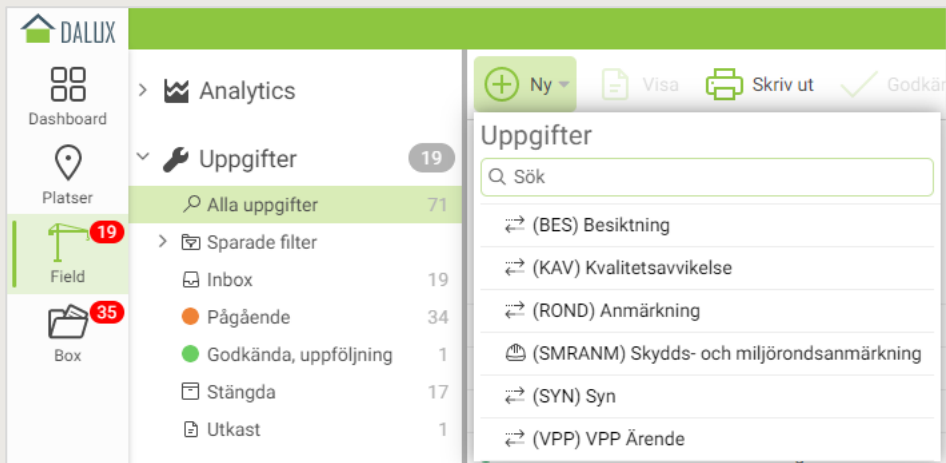 DALUX
Dashboard
Platser
19
Field
35
Box
Analytics
Uppgifter 19
Alla uppgifter 71
Sparade filter
Inbox 19
Pågående 34
Godkända, uppföljning 1
Stängda 17
Utkast 1
Ny Visa Skriv ut Godkän
Uppgifter
Sök
(BES) Besiktning
(KAV) Kvalitetsavvikelse
(ROND) Anmärkning
(SMRANM) Skydds- och miljörondsanmärkning
(SYN) Syn
(VPP) VPP Ärende